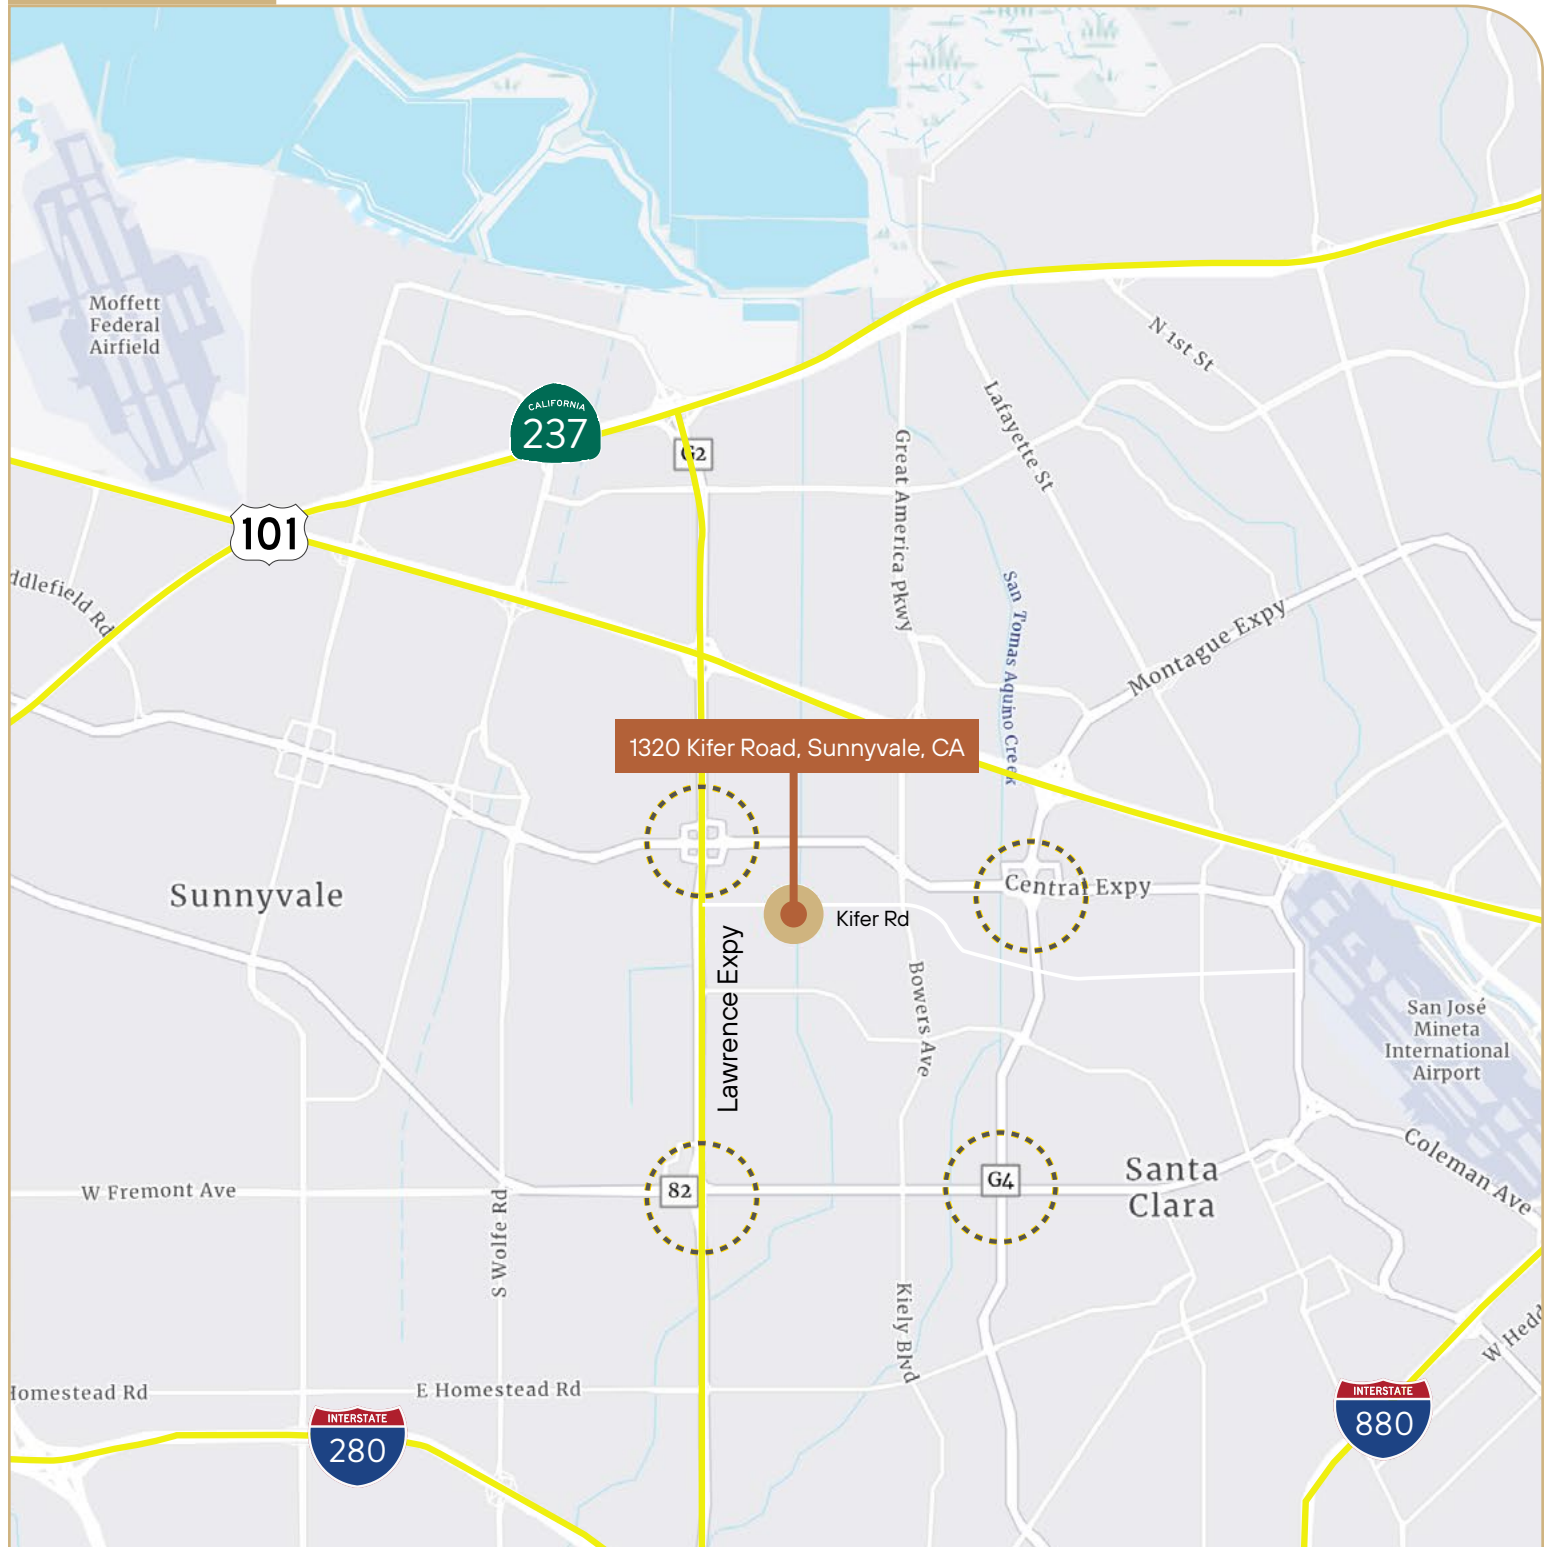 Moffett
Federal
Airfield
N 1st St
CALIFORNIA
237
Lafayette St
G2
Great America Pkwy
101
ddlefield Rd
San Tomas Aquino Creek
Montague Expy
1320 Kifer Road, Sunnyvale, CA
Sunnyvale
Central Expy
Kifer Rd
Lawrence Expy
Bowers Ave
San José
Mineta
International
Airport
Coleman Ave
W Fremont Ave
82
G4
Santa
Clara
S Wolfe Rd
Kiely Blvd
W Hedd
Homestead Rd
E Homestead Rd
INTERSTATE
280
INTERSTATE
880